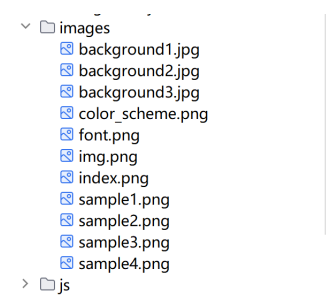 images
background1.jpg
background2.jpg
background3.jpg
color_scheme.png
font.png
img.png
index.png
sample1.png
sample2.png
sample3.png
sample4.png
js